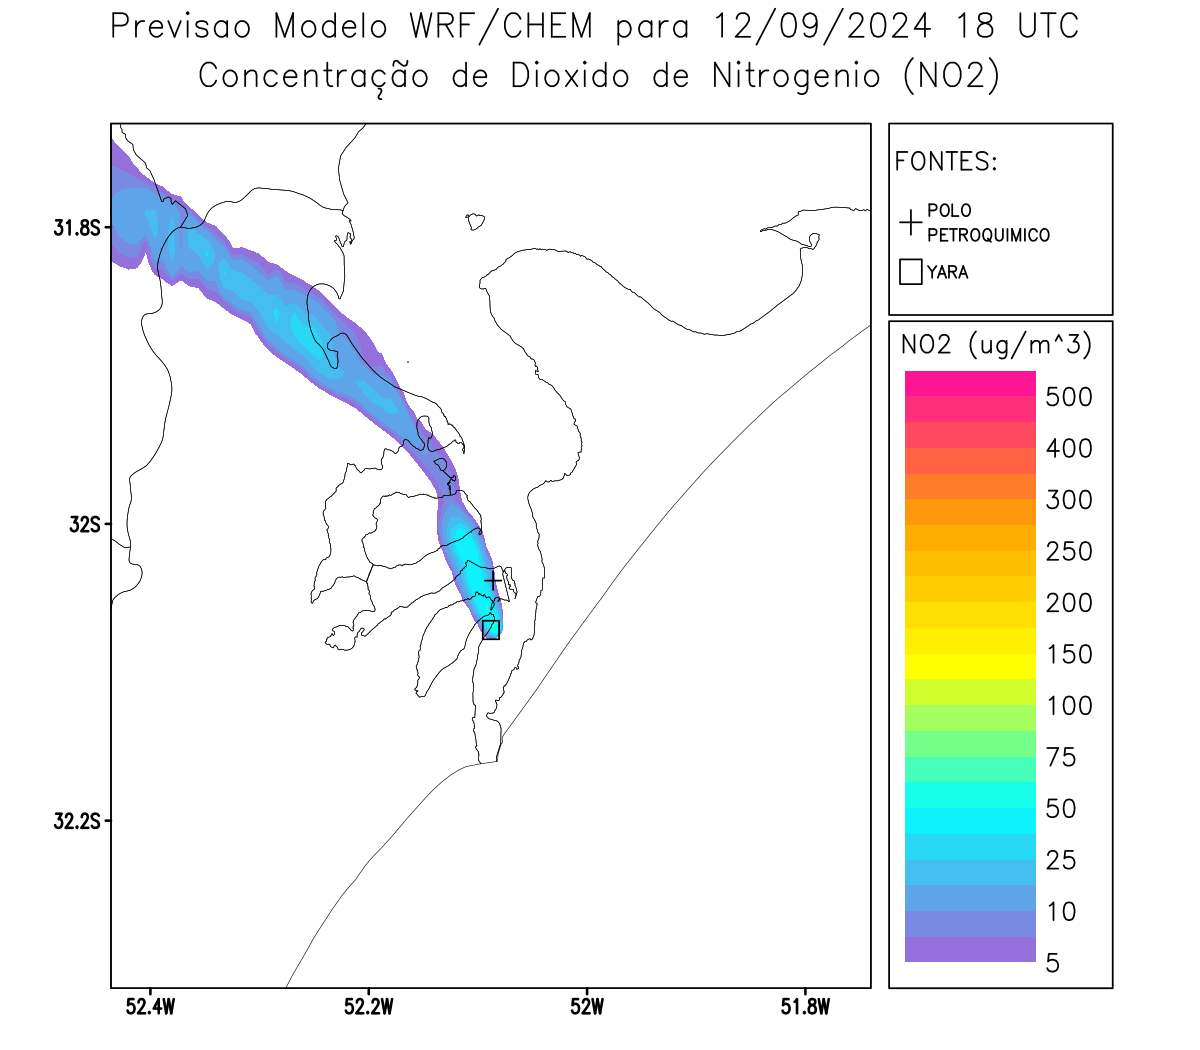 Previsao Modelo WRF/CHEM para 12/09/2024 18 UTC
Concentração de Dioxido de Nitrogenio (NO2)
FONTES:
POLO
PETROQUIMICO
YARA
NO2 (ug/m^3)
500
400
300
250
200
150
100
75
50
25
10
5
31.8S
32S
32.2S
52.4W
52.2W
52W
51.8W